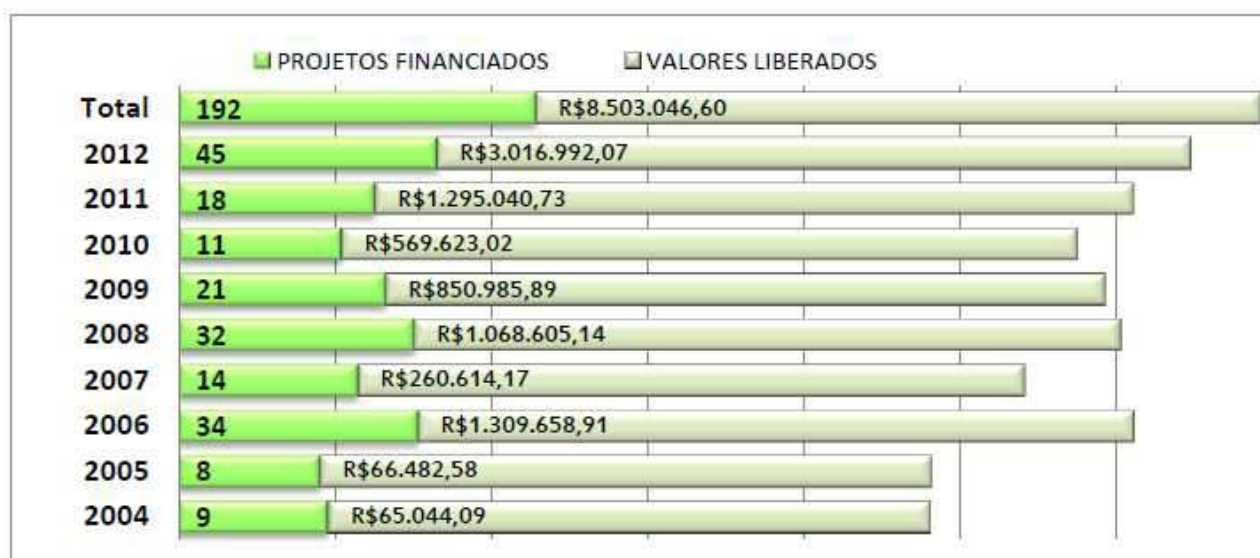 PROJETOS FINANCIADOS VALORES LIBERADOS
Total 192 R$8.503.046,60
2012 45 R$3.016.992,07
2011 18 R$1.295.040,73
2010 11 R$569.623,02
2009 21 R$850.985,89
2008 32 R$1.068.605,14
2007 14 R$260.614,17
2006 34 R$1.309.658,91
2005 8 R$66.482,58
2004 9 R$65.044,09